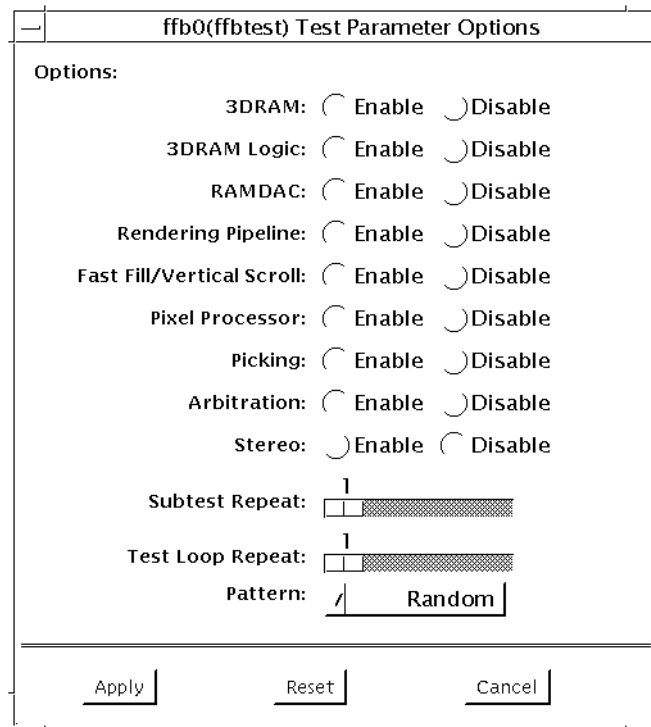 ffb0(ffbtest) Test Parameter Options
Options:
3DRAM: Enable Disable
3DRAM Logic: Enable Disable
RAMDAC: Enable Disable
Rendering Pipeline: Enable Disable
Fast Fill/Vertical Scroll: Enable Disable
Pixel Processor: Enable Disable
Picking: Enable Disable
Arbitration: Enable Disable
Stereo: Enable Disable
1
Subtest Repeat:
1
Test Loop Repeat:
Pattern: Random
Apply Reset Cancel